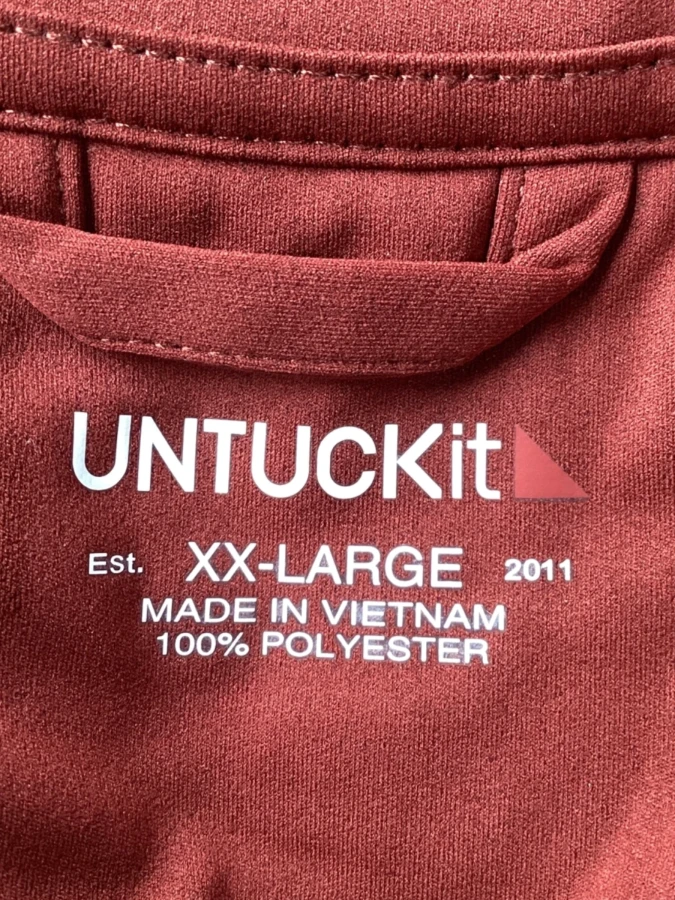 UNTUCKit
Est. XX-LARGE 2011
MADE IN VIETNAM
100% POLYESTER